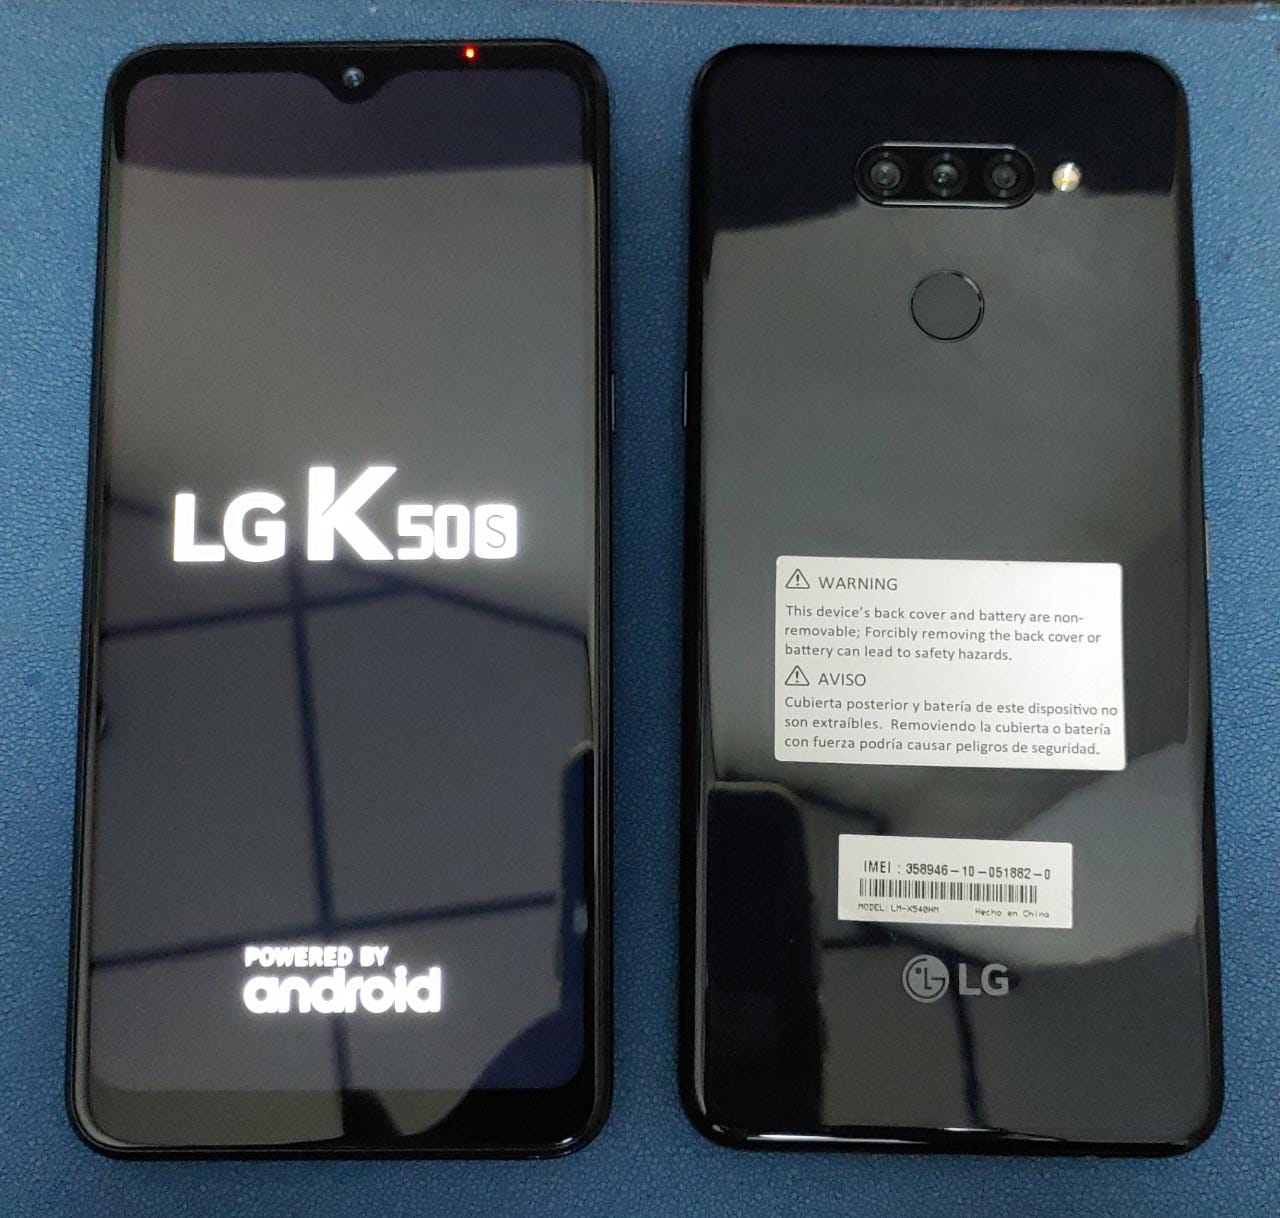 LG K50S
POWERED BY
android
WARNING
This device's back cover and battery are non-
removable; Forcibly removing the back cover or
battery can lead to safety hazards.
AVISO
Cubierta posterior y batería de este dispositivo no
son extraíbles. Removiendo la cubierta o batería
con fuerza podría causar peligros de seguridad.
IMEI : 358946-10-051882-0
MODEL: LM-X540HM Hecho en China
LG